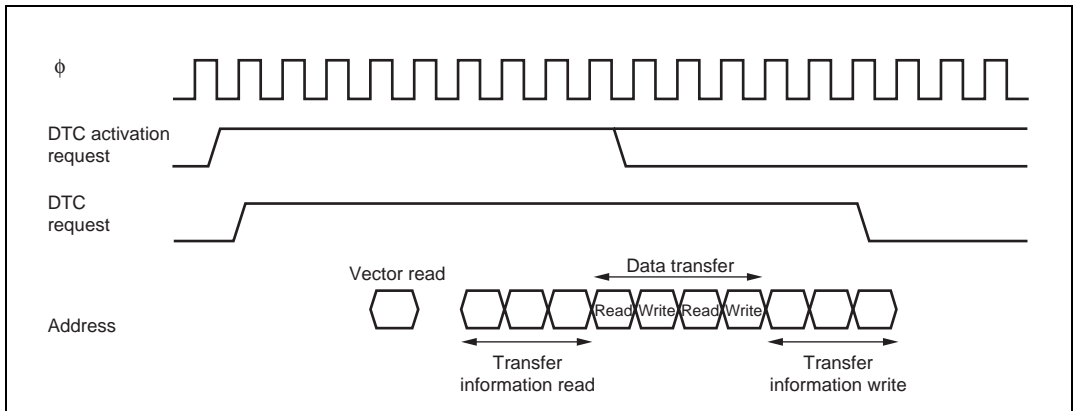 ϕ
DTC activation
request
DTC
request
Vector read
Data transfer
Read Write Read Write
Address
Transfer
information read
Transfer
information write